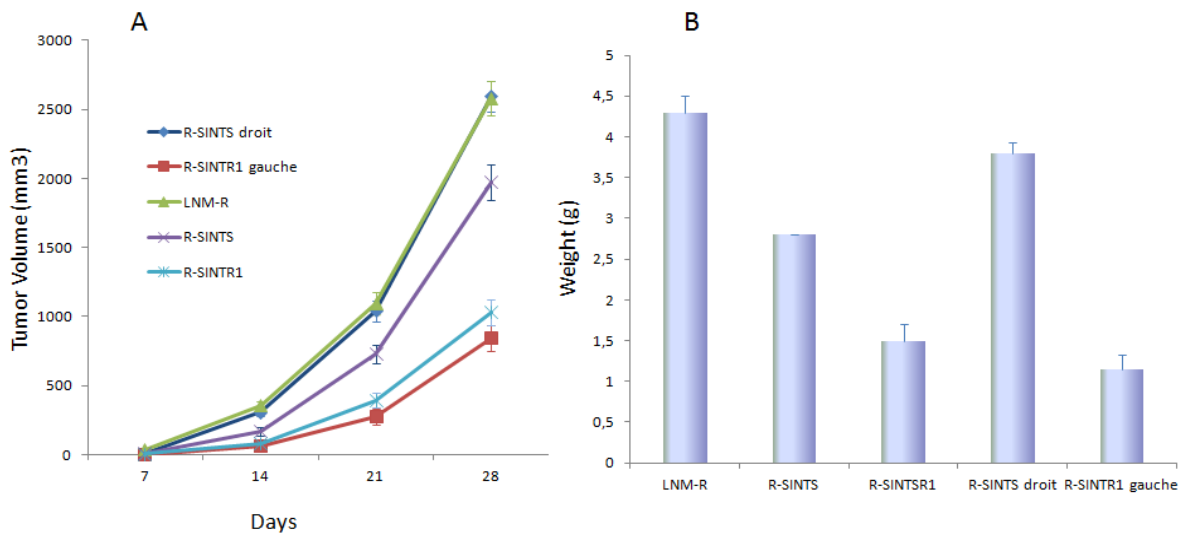 A
Tumor Volume (mm3)
3000
2500
2000
1500
1000
500
0
R-SINTS droit
R-SINTR1 gauche
LNM-R
R-SINTS
R-SINTR1
7 14 21 28
Days
B
Weight (g)
5
4,5
4
3,5
3
2,5
2
1,5
1
0,5
0
LNM-R R-SINTS R-SINTSR1 R-SINTS droit R-SINTR1 gauche